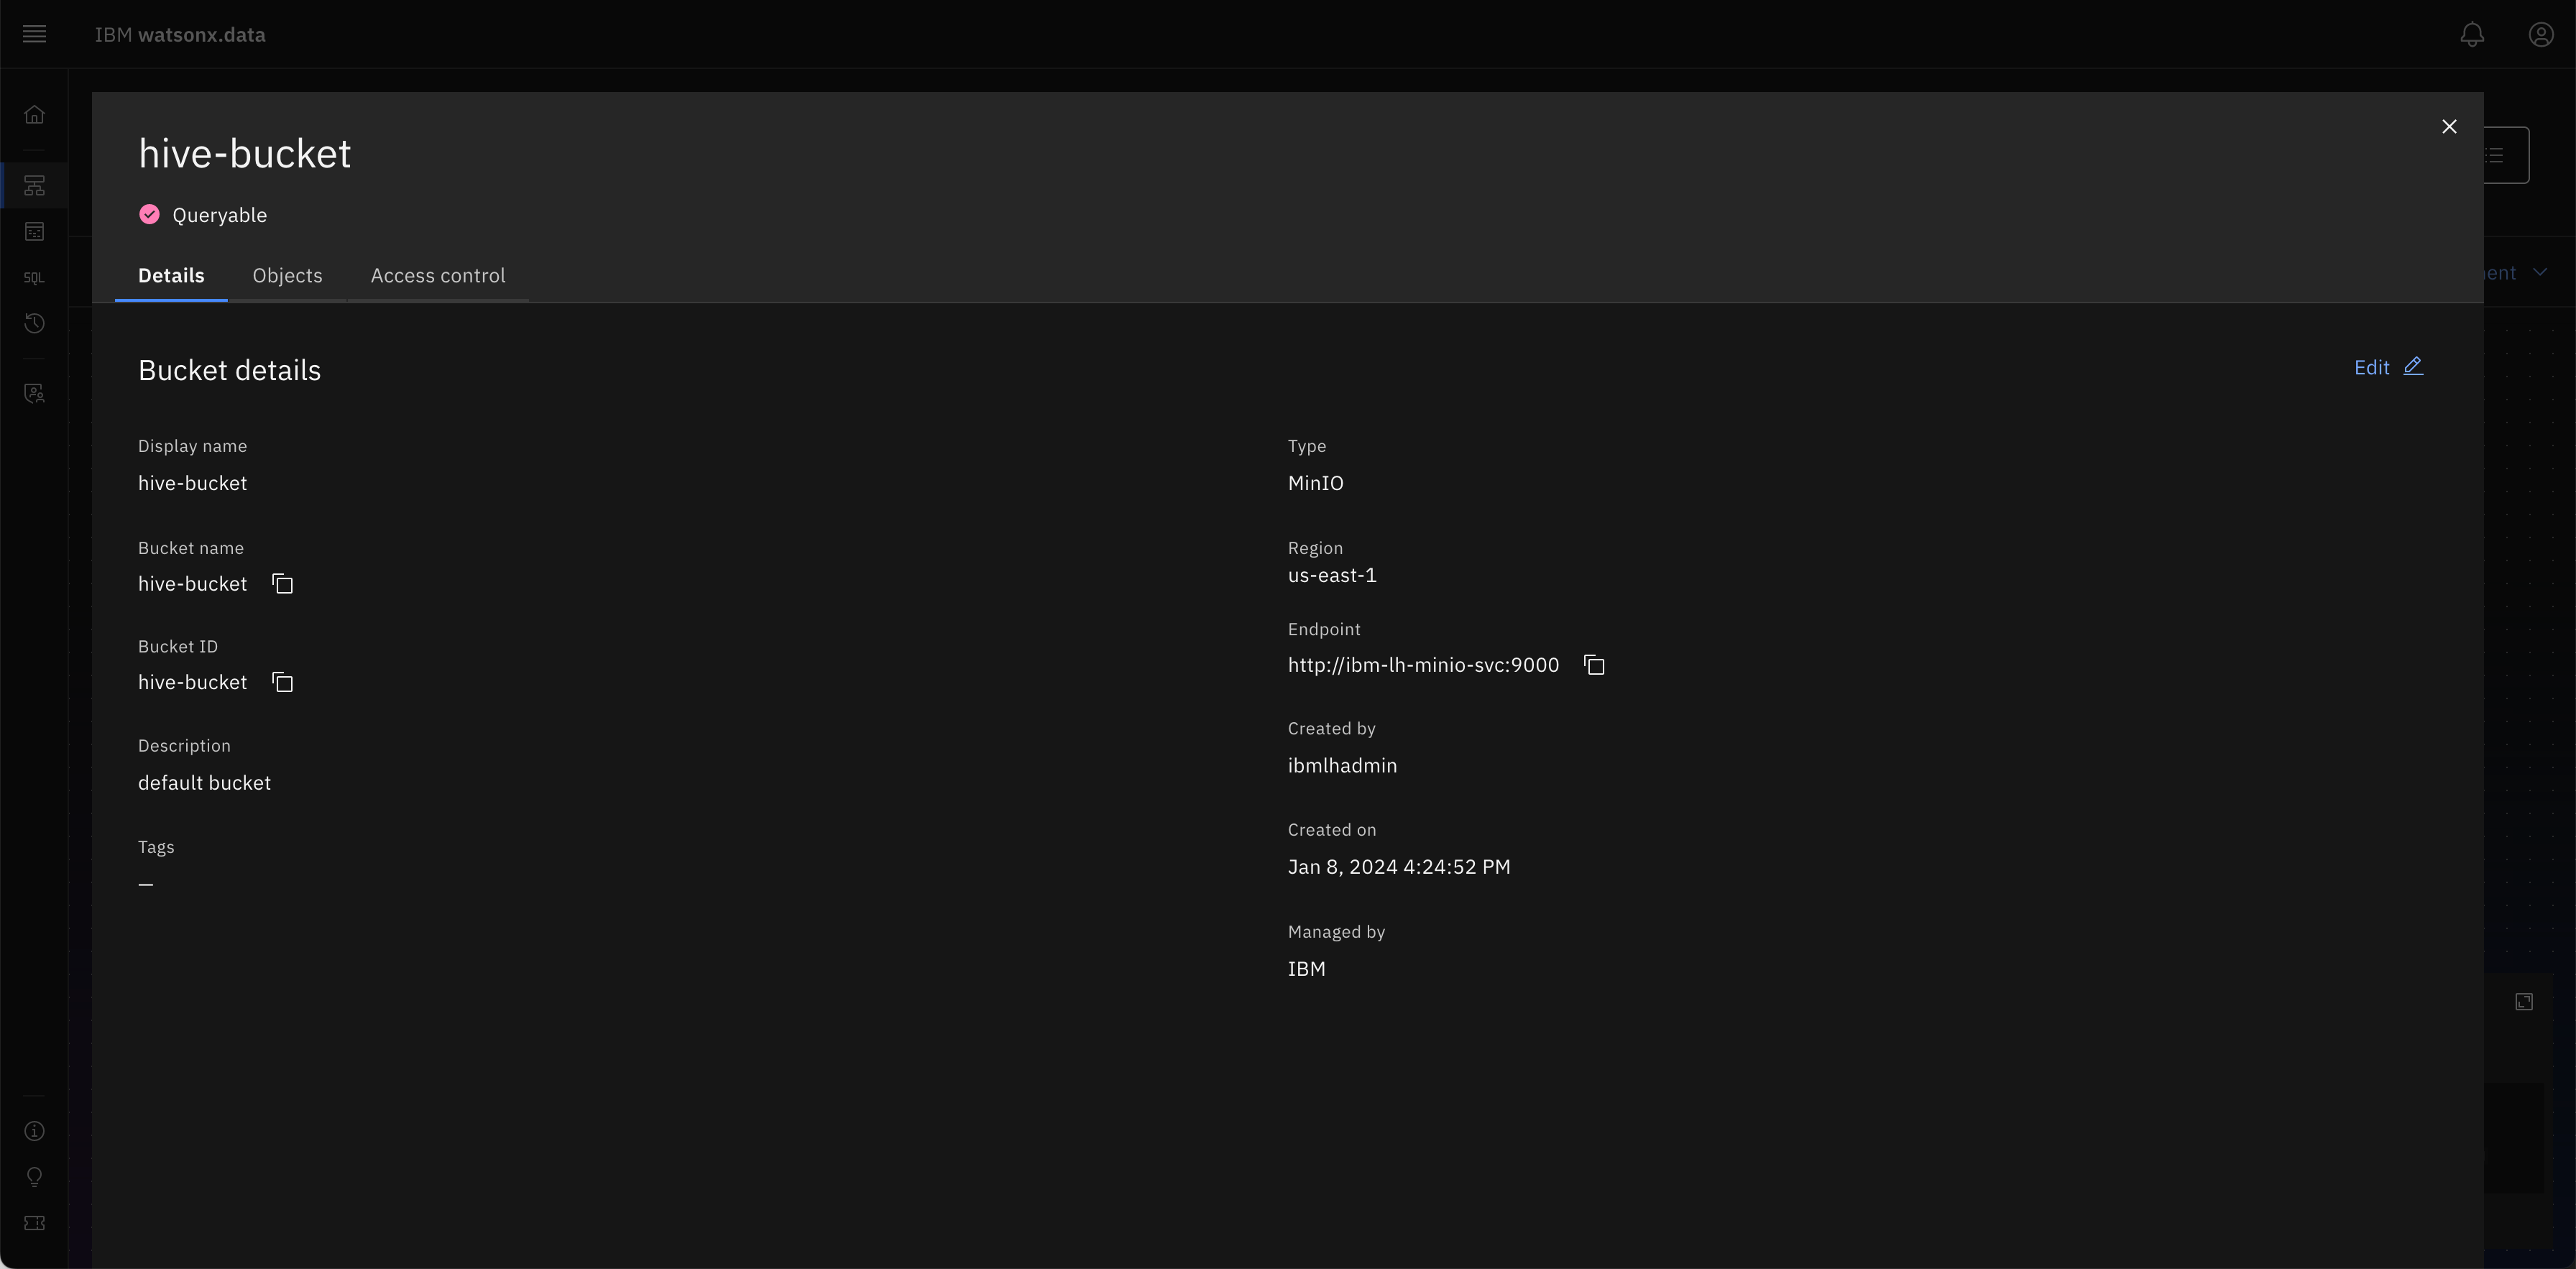 IBM watsonx.data
hive-bucket
Queryable
Details
Objects
Access control
Bucket details
Edit
Display name
hive-bucket
Bucket name
hive-bucket
Bucket ID
hive-bucket
Description
default bucket
Tags
—
Type
MinIO
Region
us-east-1
Endpoint
http://ibm-lh-minio-svc:9000
Created by
ibmlhadmin
Created on
Jan 8, 2024 4:24:52 PM
Managed by
IBM
SQL